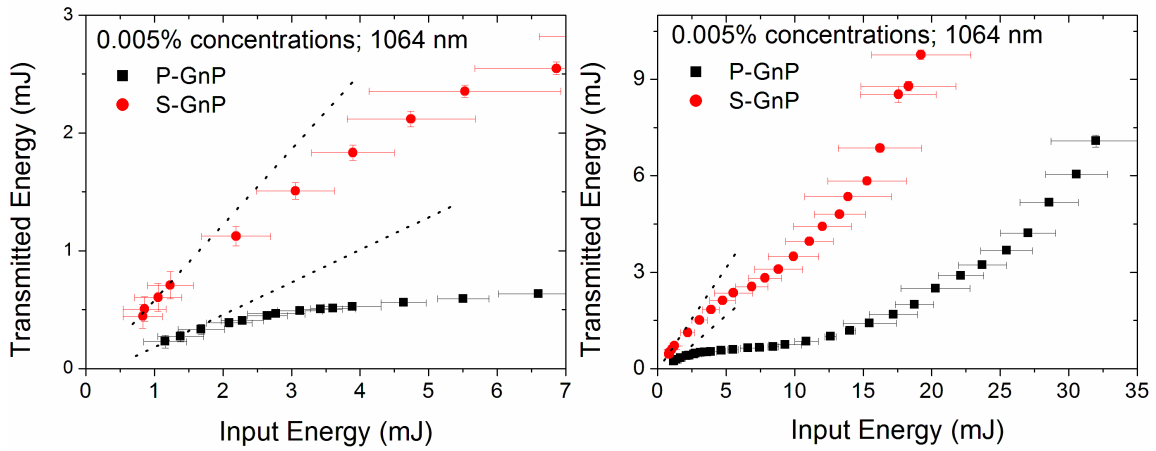 0.005% concentrations; 1064 nm
P-GnP
S-GnP
Transmitted Energy (mJ)
3
2
1
0
0 1 2 3 4 5 6 7
Input Energy (mJ)
0.005% concentrations; 1064 nm
P-GnP
S-GnP
Transmitted Energy (mJ)
9
6
3
0
0 5 10 15 20 25 30 35
Input Energy (mJ)